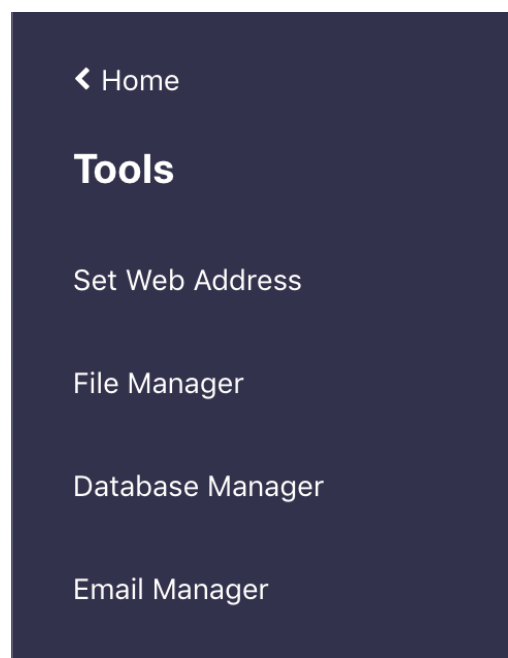 Home
Tools
Set Web Address
File Manager
Database Manager
Email Manager